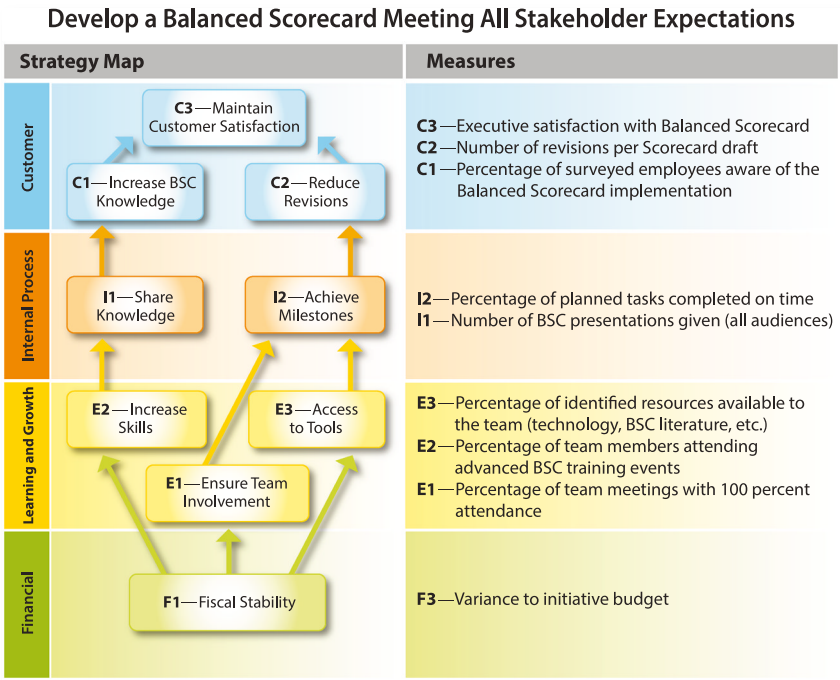 Develop a Balanced Scorecard Meeting All Stakeholder Expectations
Strategy Map
Measures
Customer
C3—Maintain
Customer Satisfaction
C1—Increase BSC
Knowledge
C2—Reduce
Revisions
C3—Executive satisfaction with Balanced Scorecard
C2—Number of revisions per Scorecard draft
C1—Percentage of surveyed employees aware of the
Balanced Scorecard implementation
Internal Process
I1—Share
Knowledge
I2—Achieve
Milestones
I2—Percentage of planned tasks completed on time
I1—Number of BSC presentations given (all audiences)
Learning and Growth
E2—Increase
Skills
E3—Access
to Tools
E1—Ensure Team
Involvement
E3—Percentage of identified resources available to
the team (technology, BSC literature, etc.)
E2—Percentage of team members attending
advanced BSC training events
E1—Percentage of team meetings with 100 percent
attendance
Financial
F1—Fiscal Stability
F3—Variance to initiative budget